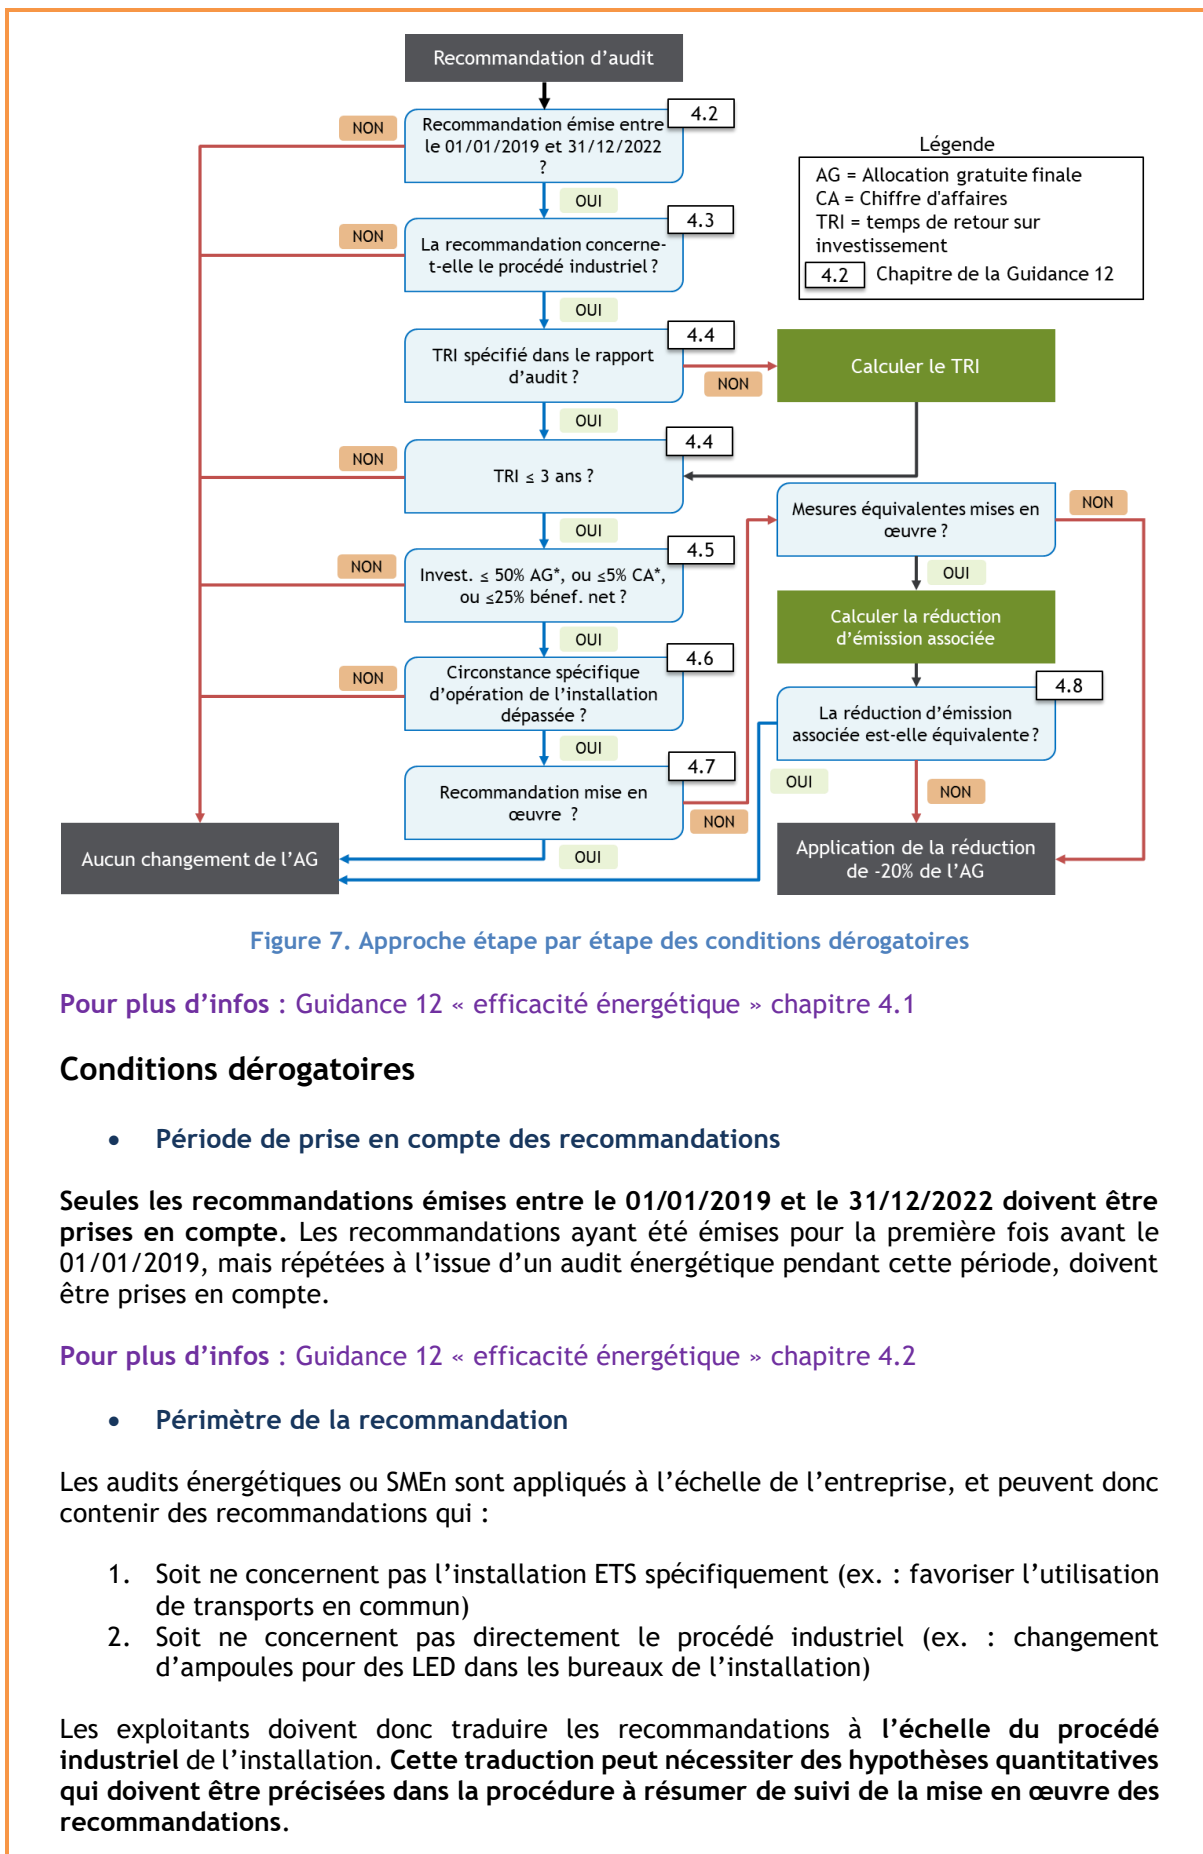 Recommandation d’audit
4.2
NON
Recommandation émise entre
le 01/01/2019 et 31/12/2022
?
Légende
AG = Allocation gratuite finale
CA = Chiffre d'affaires
TRI = temps de retour sur
investissement
4.2 Chapitre de la Guidance 12
OUI
4.3
NON
La recommandation concerne-
t-elle le procédé industriel ?
OUI
4.4
TRI spécifié dans le rapport
d’audit ?
NON
Calculer le TRI
OUI
4.4
NON
TRI ≤ 3 ans ?
Mesures équivalentes mises en
œuvre ?
NON
OUI
4.5
NON
Invest. ≤ 50% AG*, ou ≤5% CA*,
ou ≤25% bénef. net ?
OUI
Calculer la réduction
d’émission associée
OUI
4.6
NON
Circonstance spécifique
d’opération de l’installation
dépassée ?
4.8
La réduction d’émission
associée est-elle équivalente ?
OUI
4.7
Recommandation mise en
œuvre ?
NON
OUI
NON
OUI
Aucun changement de l’AG
Application de la réduction
de -20% de l’AG
Figure 7. Approche étape par étape des conditions dérogatoires
Pour plus d’infos : Guidance 12 « efficacité énergétique » chapitre 4.1
Conditions dérogatoires
• Période de prise en compte des recommandations
Seules les recommandations émises entre le 01/01/2019 et le 31/12/2022 doivent être
prises en compte. Les recommandations ayant été émises pour la première fois avant le
01/01/2019, mais répétées à l’issue d’un audit énergétique pendant cette période, doivent
être prises en compte.
Pour plus d’infos : Guidance 12 « efficacité énergétique » chapitre 4.2
• Périmètre de la recommandation
Les audits énergétiques ou SMEn sont appliqués à l’échelle de l’entreprise, et peuvent donc
contenir des recommandations qui :
1. Soit ne concernent pas l’installation ETS spécifiquement (ex. : favoriser l’utilisation
de transports en commun)
2. Soit ne concernent pas directement le procédé industriel (ex. : changement
d’ampoules pour des LED dans les bureaux de l’installation)
Les exploitants doivent donc traduire les recommandations à l’échelle du procédé
industriel de l’installation. Cette traduction peut nécessiter des hypothèses quantitatives
qui doivent être précisées dans la procédure à résumer de suivi de la mise en œuvre des
recommandations.